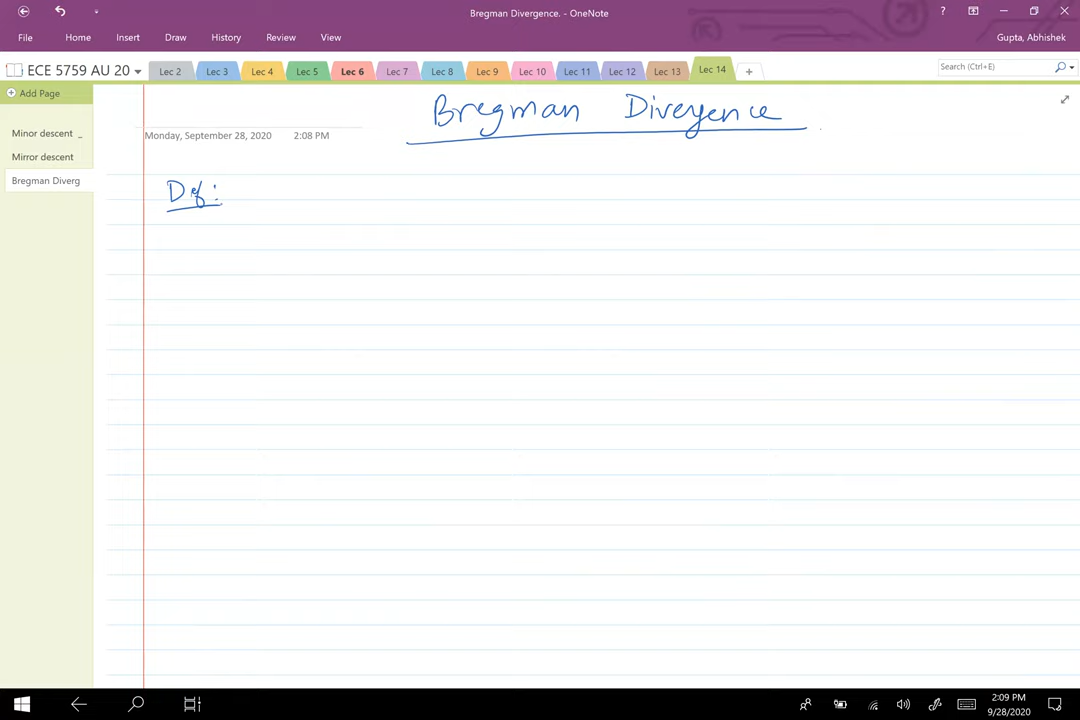 Bregman Divergence. - OneNote
File Home Insert Draw History Review View
Gupta, Abhishek
ECE 5759 AU 20
Lec 2 Lec 3 Lec 4 Lec 5 Lec 6 Lec 7 Lec 8 Lec 9 Lec 10 Lec 11 Lec 12 Lec 13 Lec 14
Search (Ctrl+E)
Add Page
Minor descent
Mirror descent
Bregman Diverg
Bregman Divergence
Monday, September 28, 2020 2:08 PM
Def:
2:09 PM
9/28/2020